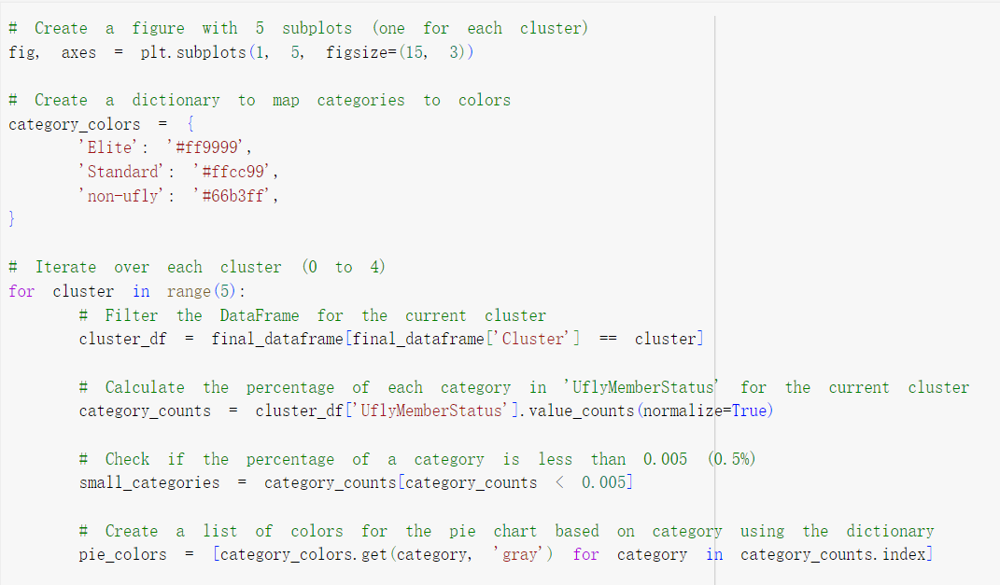 # Create a figure with 5 subplots (one for each cluster)
fig, axes = plt.subplots(1, 5, figsize=(15, 3))
# Create a dictionary to map categories to colors
category_colors = {
'Elite': '#ff9999',
'Standard': '#ffcc99',
'non-ufly': '#66b3ff',
}
# Iterate over each cluster (0 to 4)
for cluster in range(5):
# Filter the DataFrame for the current cluster
cluster_df = final_dataframe[final_dataframe['Cluster'] == cluster]
# Calculate the percentage of each category in 'UflyMemberStatus' for the current cluster
category_counts = cluster_df['UflyMemberStatus'].value_counts(normalize=True)
# Check if the percentage of a category is less than 0.005 (0.5%)
small_categories = category_counts[category_counts < 0.005]
# Create a list of colors for the pie chart based on category using the dictionary
pie_colors = [category_colors.get(category, 'gray') for category in category_counts.index]